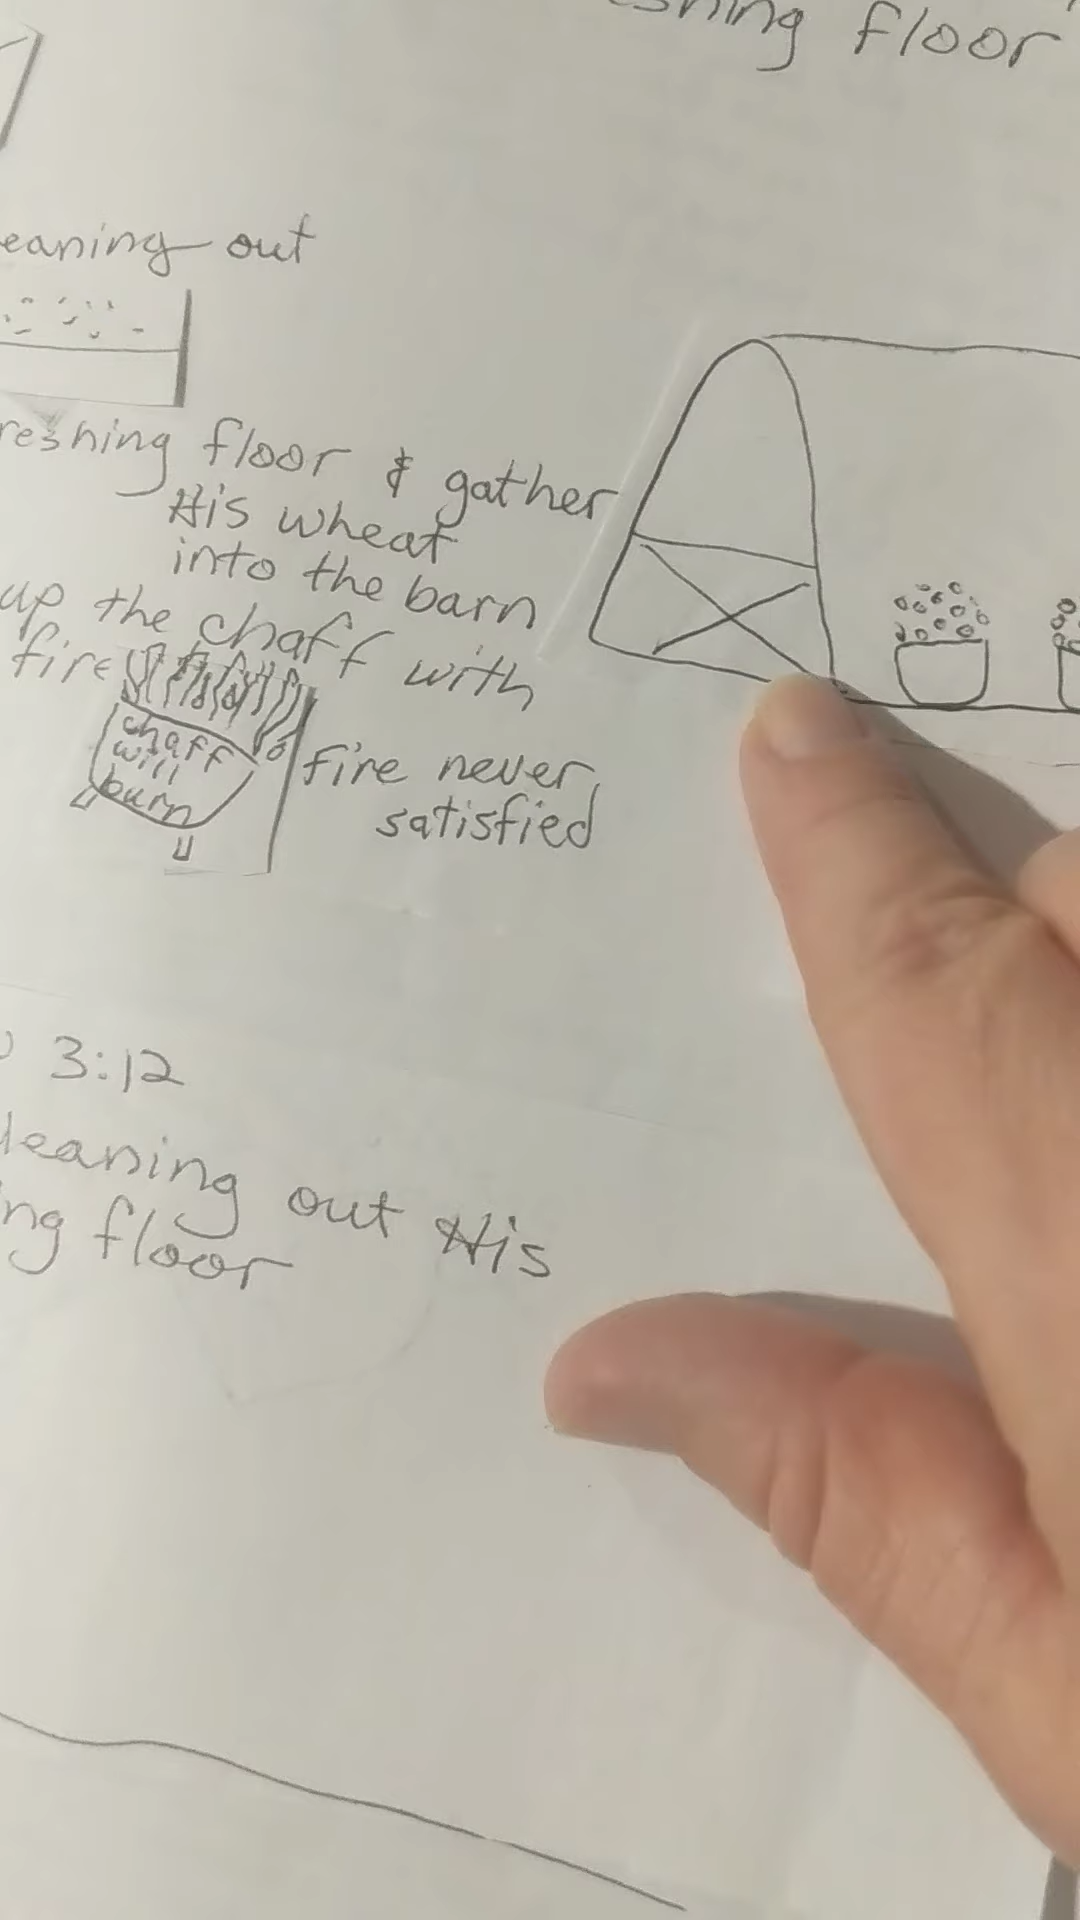 shing floor
eaning out
reshing floor & gather
His wheat
into the barn
up the chaff with
fire
chaff
will
burn
fire never
satisfied
3:12
leaning out His
ng floor